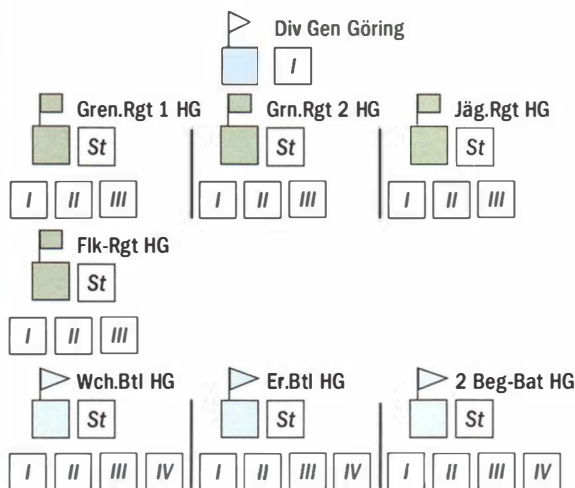 Div Gen Göring
I
Gren.Rgt 1 HG Grn.Rgt 2 HG Jäg.Rgt HG
St St St
I II III I II III I II III
Flk-Rgt HG
St
I II III
Wch.Btl HG Er.Btl HG 2 Beg-Bat HG
St St St
I II III IV I II III IV I II III IV